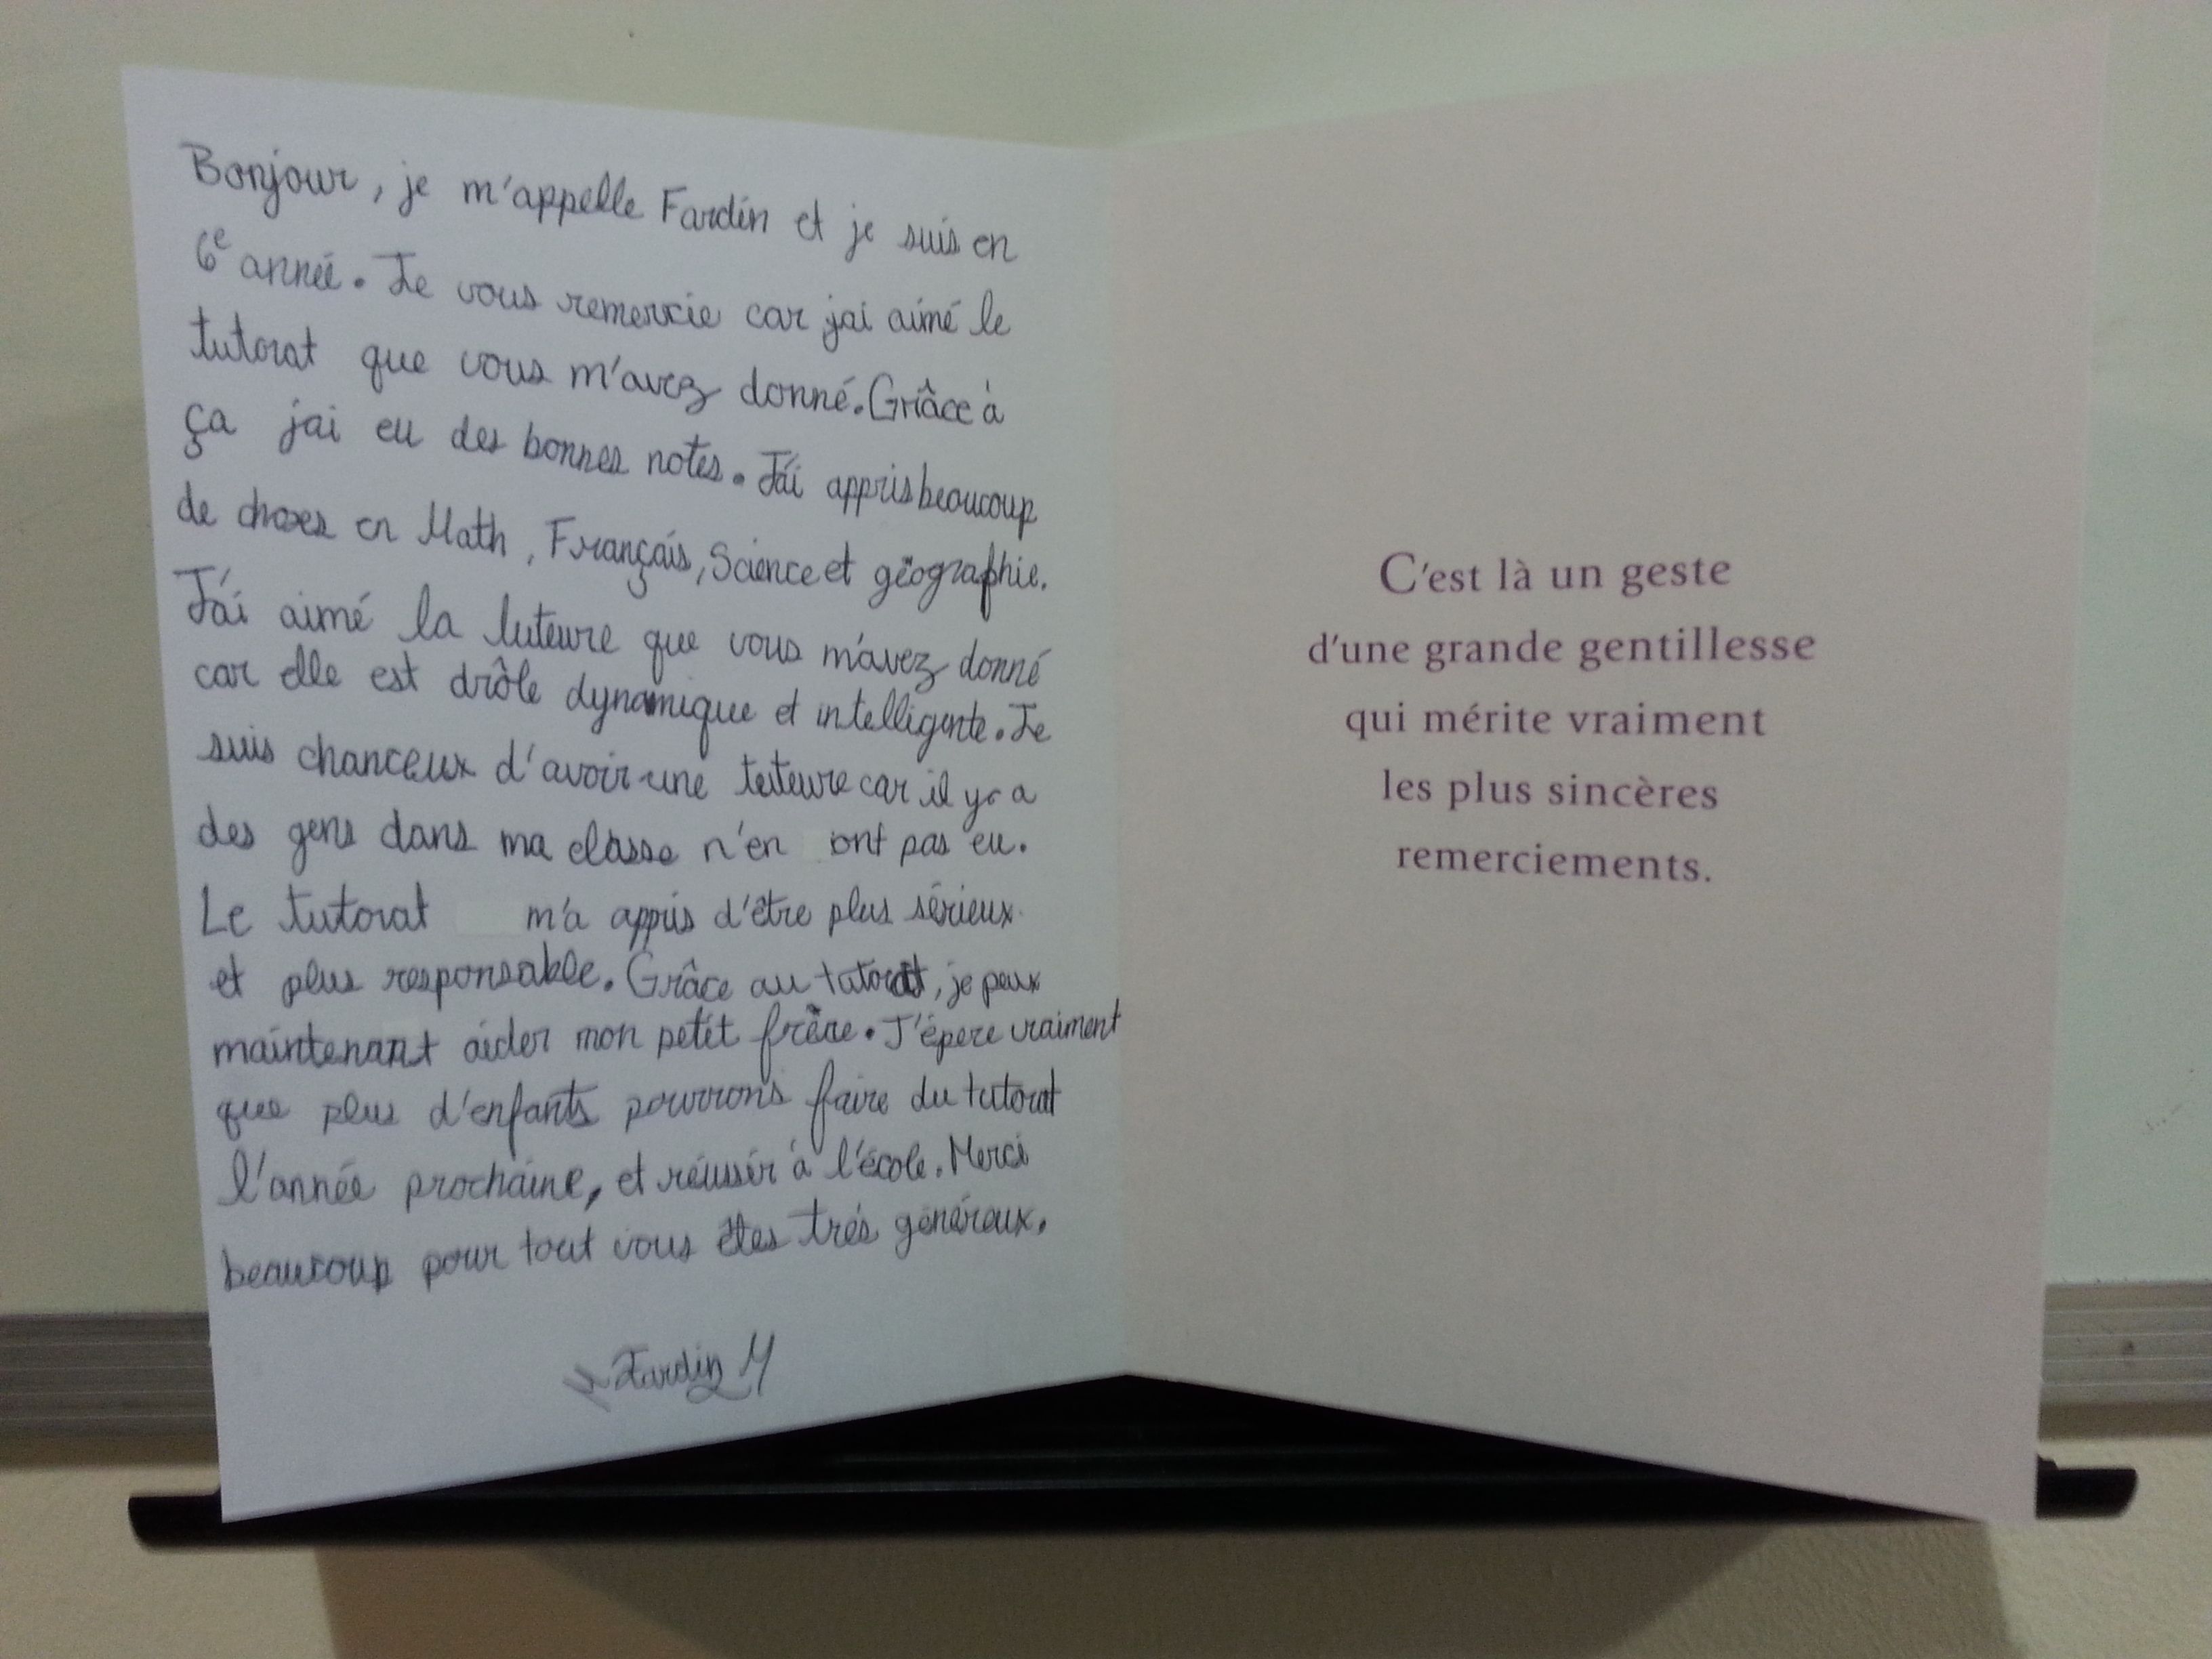 Bonjour, je m'appelle Fardin et je suis en
6e année. Je vous remercie car jai aimé le
tutorat que vous m'avez donné. Grâce à
ça jai eu des bonnes notes. J'ai appris beaucoup
de choses en Math, Français, Science et géographie.
J'ai aimé la tuteure que vous m'avez donné
car elle est drôle dynamique et intelligente. Je
suis chanceux d'avoir une tuteure car il y a
des gens dans ma classe n'en ont pas eu.
Le tutorat m'a appris d'être plus sérieux
et plus responsable. Grâce au tutorat, je peux
maintenant aider mon petit frère. J'épere vraiment
que plus d'enfants pourrons faire du tutorat
l'année prochaine, et réussir à l'école. Merci
beaucoup pour tout vous êtes trés généreux.
Fardin M
C'est là un geste
d'une grande gentillesse
qui mérite vraiment
les plus sincères
remerciements.